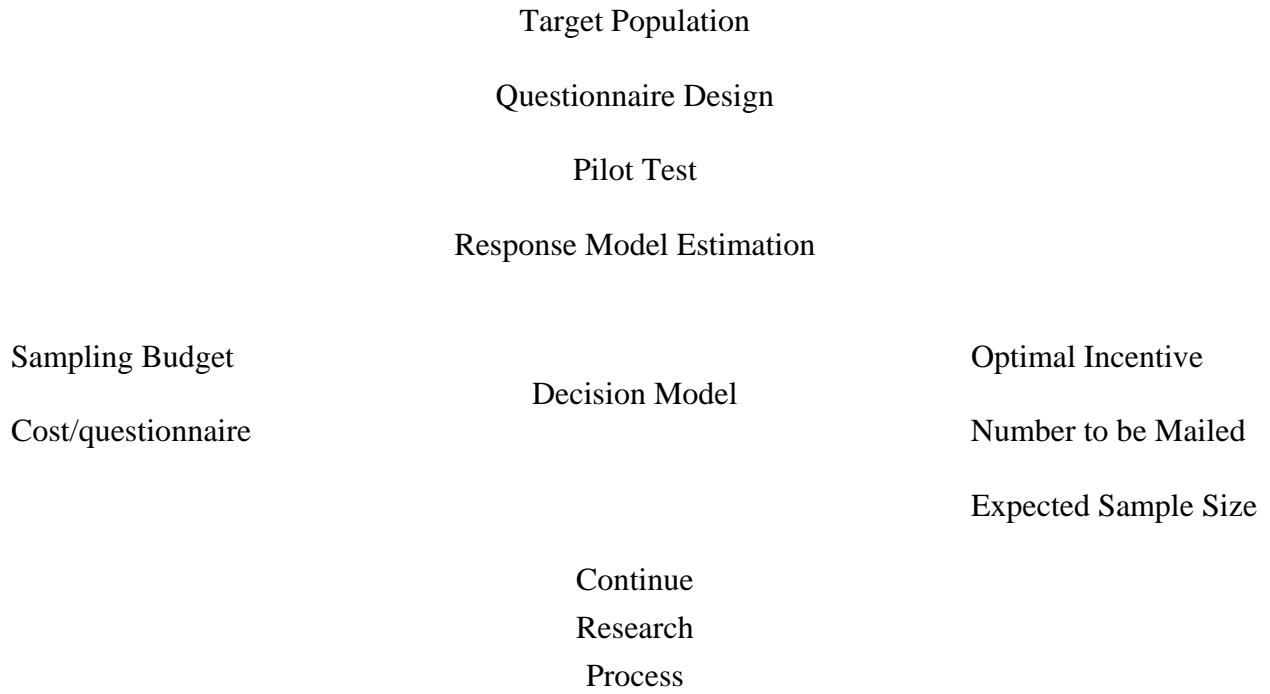 Target Population
Questionnaire Design
Pilot Test
Response Model Estimation
Sampling Budget
Optimal Incentive
Decision Model
Cost/questionnaire
Number to be Mailed
Expected Sample Size
Continue
Research
Process